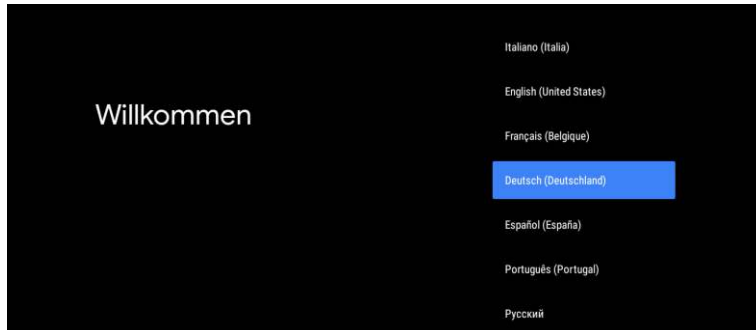 Willkommen
Italiano (Italia)
English (United States)
Français (Belgique)
Deutsch (Deutschland)
Español (España)
Português (Portugal)
Русский